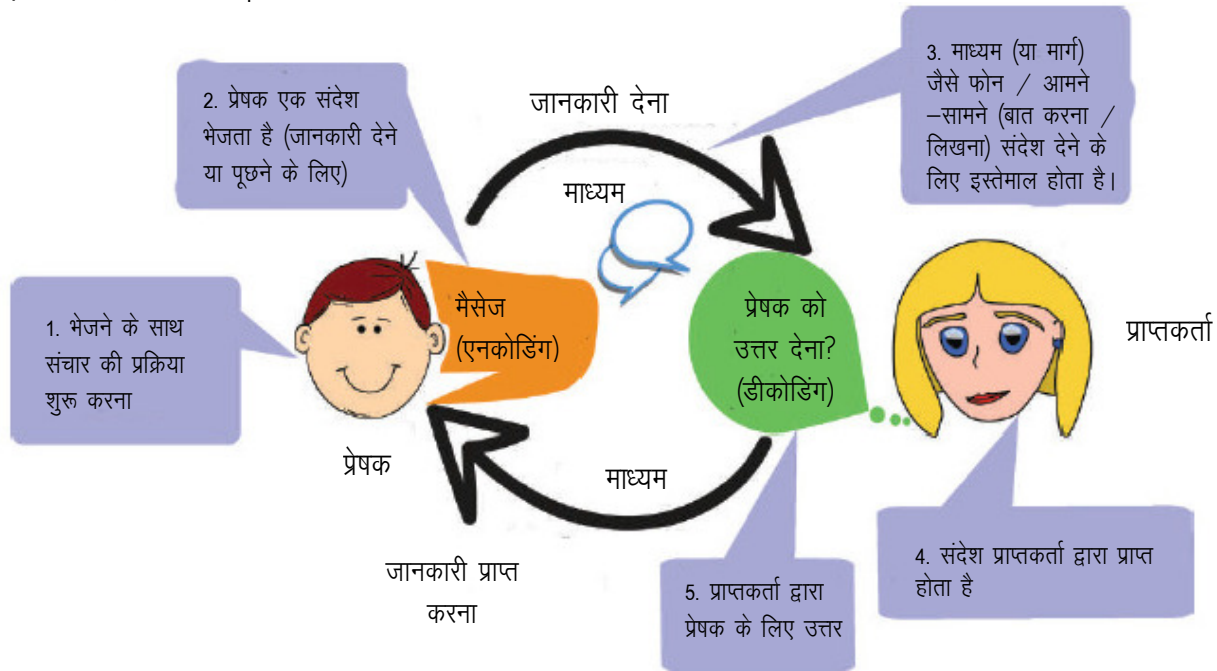 3. माध्यम (या मार्ग)
जैसे फोन / आमने
–सामने (बात करना /
लिखना) संदेश देने के
लिए इस्तेमाल होता है।
2. प्रेषक एक संदेश
भेजता है (जानकारी देने
या पूछने के लिए)
जानकारी देना
माध्यम
1. भेजने के साथ
संचार की प्रक्रिया
शुरू करना
मैसेज
(एनकोडिंग)
प्रेषक को
उत्तर देना?
(डीकोडिंग)
प्राप्तकर्ता
प्रेषक
माध्यम
जानकारी प्राप्त
करना
4. संदेश प्राप्तकर्ता द्वारा प्राप्त
होता है
5. प्राप्तकर्ता द्वारा
प्रेषक के लिए उत्तर